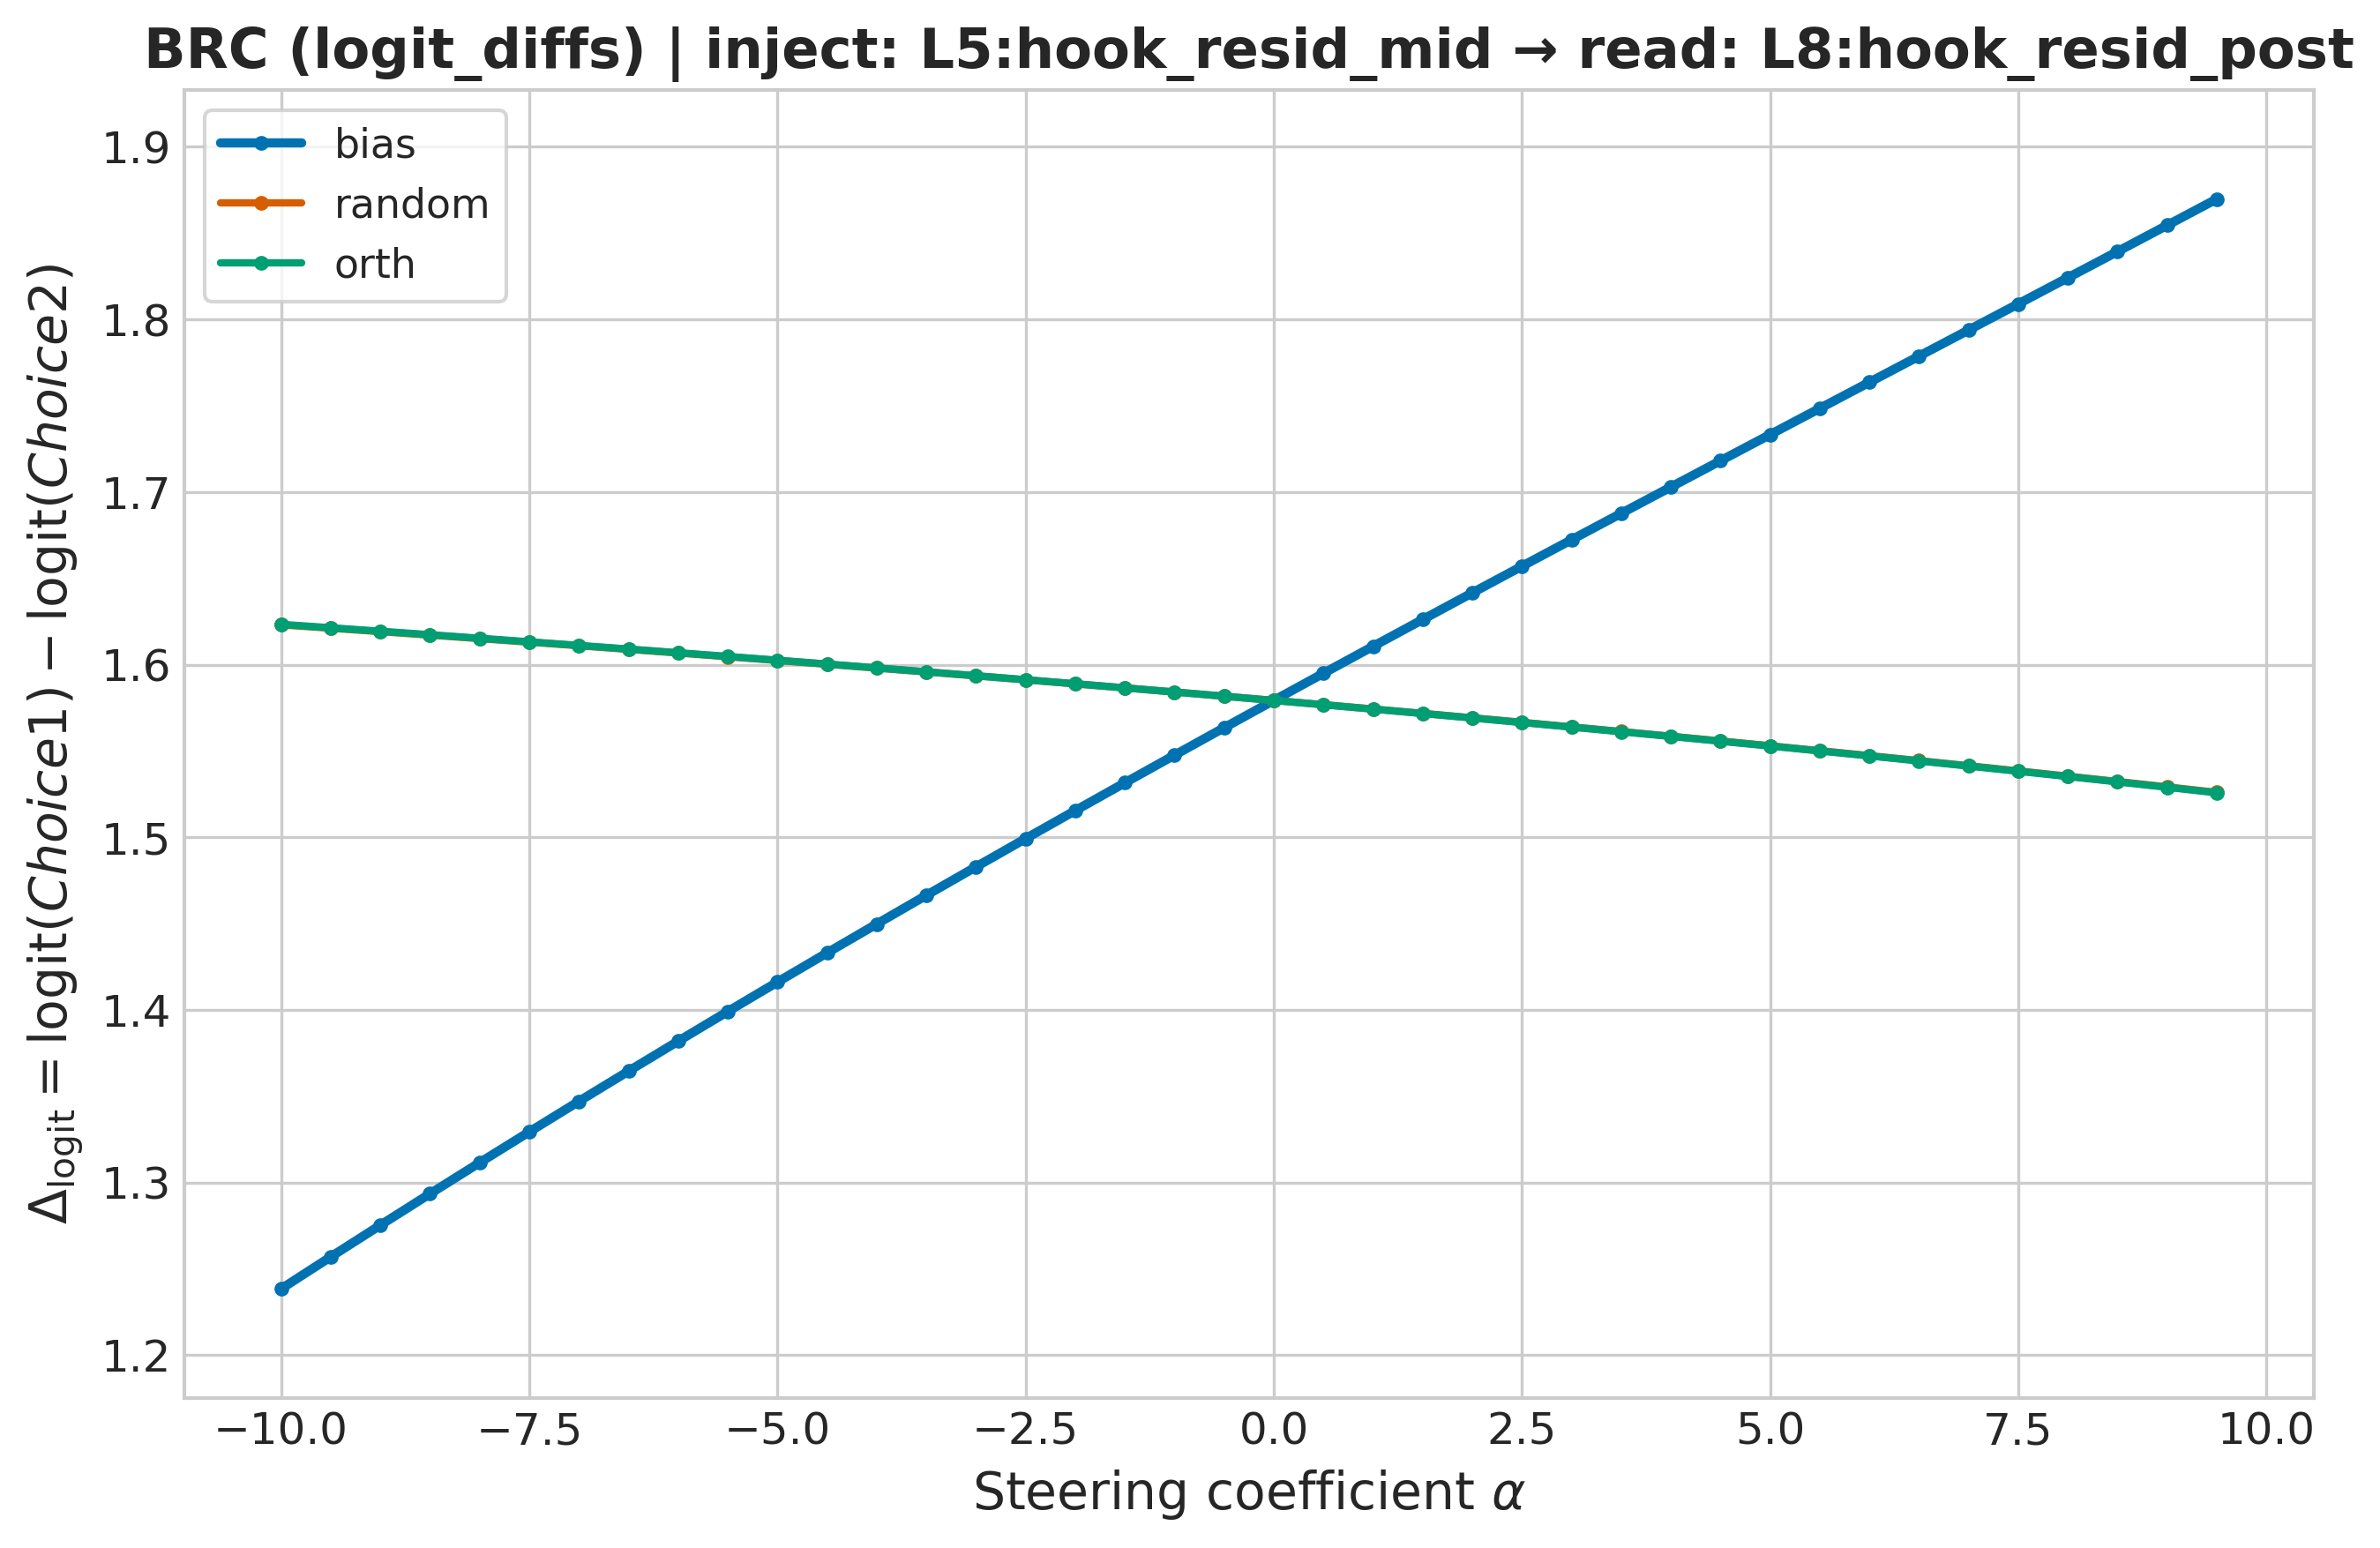 BRC (logit_diffs) | inject: L5:hook_resid_mid → read: L8:hook_resid_post
bias
random
orth
Δlogit = logit(Choice1) − logit(Choice2)
1.9
1.8
1.7
1.6
1.5
1.4
1.3
1.2
−10.0 −7.5 −5.0 −2.5 0.0 2.5 5.0 7.5 10.0
Steering coefficient α